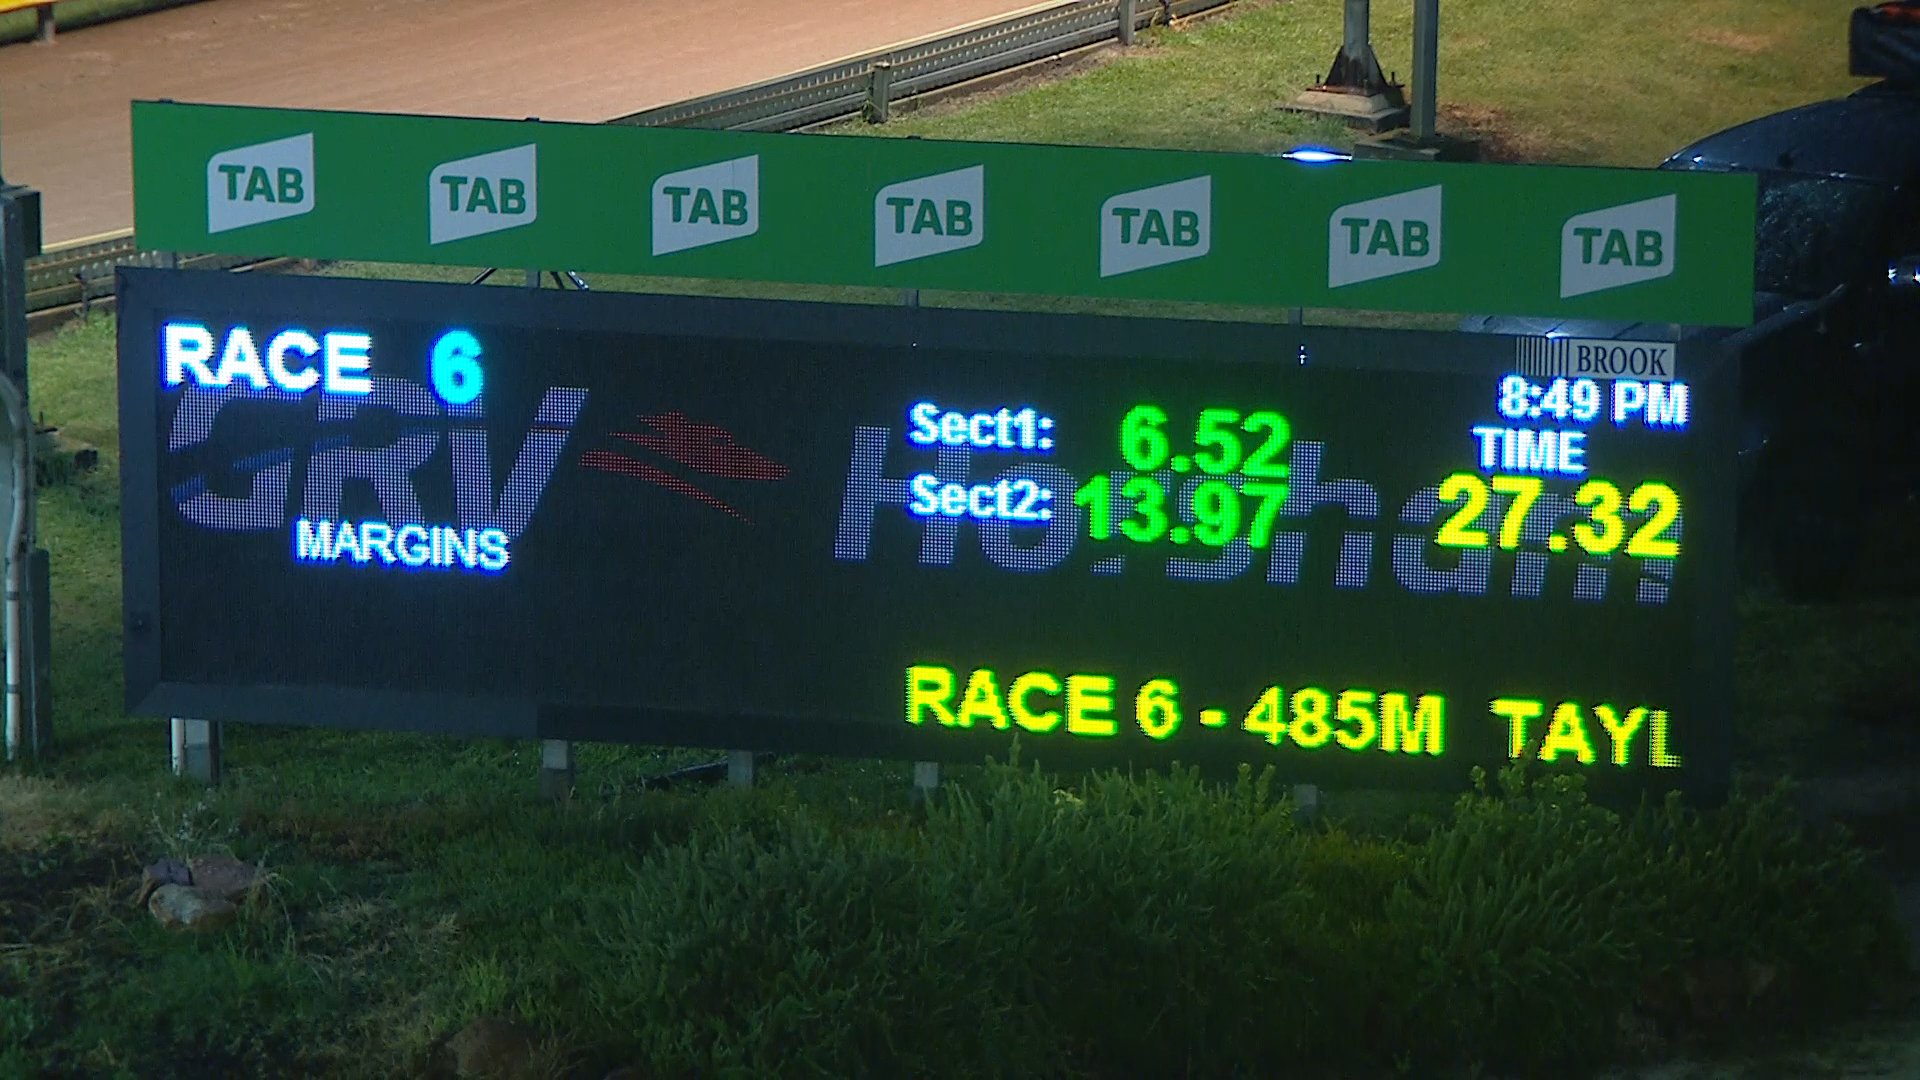 TAB TAB TAB TAB TAB TAB TAB
BROOK
RACE 6
8:49 PM
GRV Horsham
Sect1: 6.52
TIME
Sect2: 13.97
27.32
MARGINS
RACE 6 - 485M TAYL